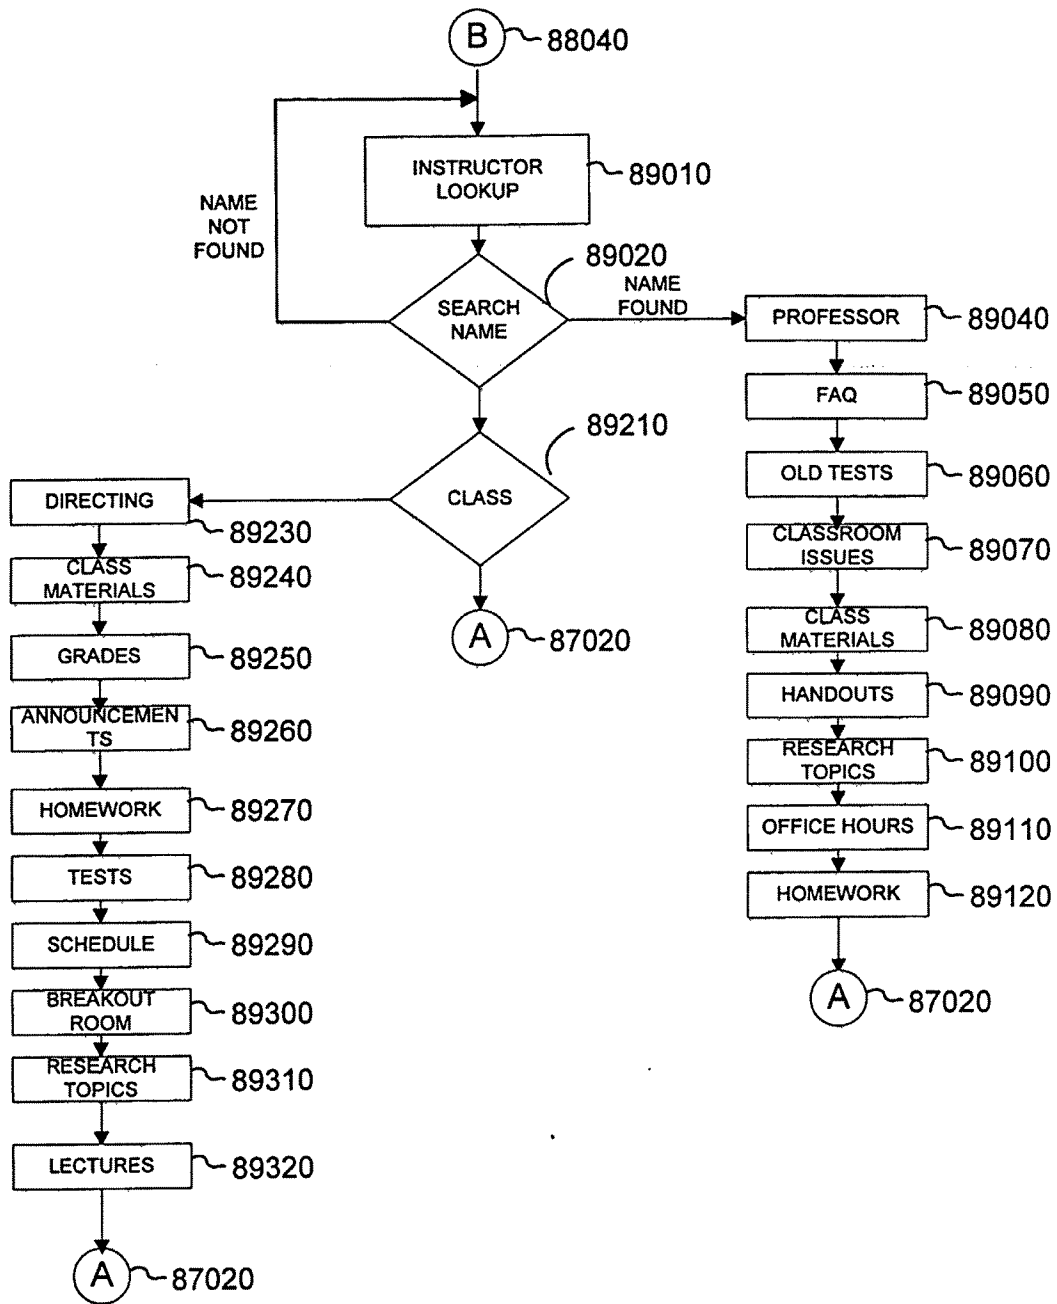 B
88040
INSTRUCTOR
LOOKUP
89010
NAME
NOT
FOUND
SEARCH
NAME
89020
NAME
FOUND
PROFESSOR
89040
FAQ
89050
OLD TESTS
89060
CLASSROOM
ISSUES
89070
CLASS
MATERIALS
89080
HANDOUTS
89090
RESEARCH
TOPICS
89100
OFFICE HOURS
89110
HOMEWORK
89120
A
87020
CLASS
89210
A
87020
DIRECTING
89230
CLASS
MATERIALS
89240
GRADES
89250
ANNOUNCEMEN
TS
89260
HOMEWORK
89270
TESTS
89280
SCHEDULE
89290
BREAKOUT
ROOM
89300
RESEARCH
TOPICS
89310
LECTURES
89320
A
87020